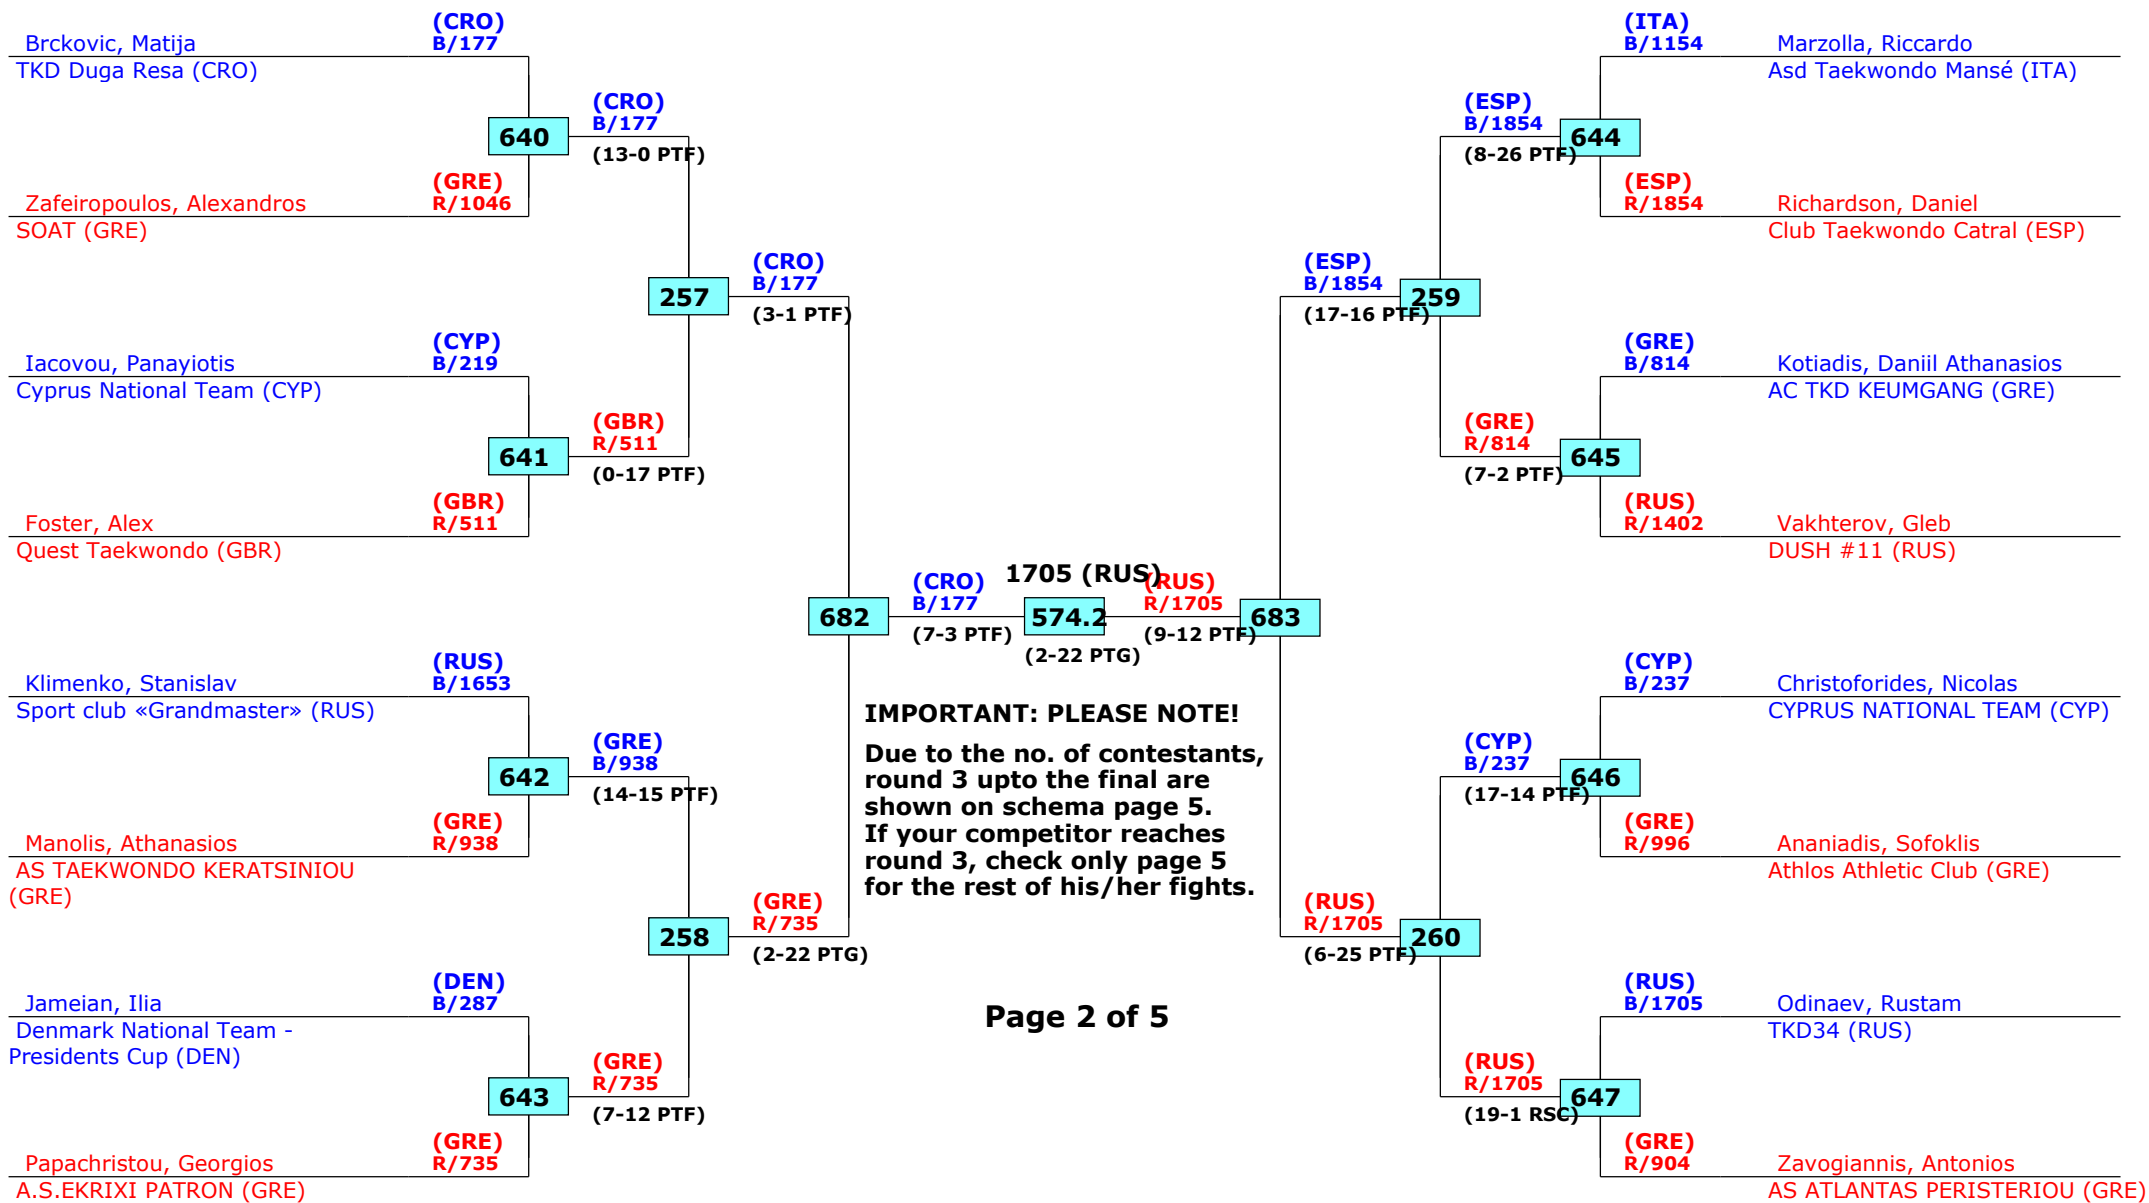 (CRO)
Brckovic, Matija B/177
TKD Duga Resa (CRO)
(CRO)
B/177
640
(13-0 PTF)
(GRE)
Zafeiropoulos, Alexandros R/1046
SOAT (GRE)
(CRO)
B/177
257
(3-1 PTF)
(CYP)
Iacovou, Panayiotis B/219
Cyprus National Team (CYP)
(GBR)
R/511
641
(0-17 PTF)
(GBR)
Foster, Alex R/511
Quest Taekwondo (GBR)
(CRO)
B/177
682
(7-3 PTF)
(RUS)
Klimenko, Stanislav B/1653
Sport club «Grandmaster» (RUS)
(GRE)
B/938
642
(14-15 PTF)
(GRE)
Manolis, Athanasios R/938
AS TAEKWONDO KERATSINIOU
(GRE)
(GRE)
R/735
258
(2-22 PTG)
(DEN)
Jameian, Ilia B/287
Denmark National Team -
Presidents Cup (DEN)
(GRE)
R/735
643
(7-12 PTF)
(GRE)
Papachristou, Georgios R/735
A.S.EKRIXI PATRON (GRE)
1705 (RUS)
574.2
(2-22 PTG)
IMPORTANT: PLEASE NOTE!
Due to the no. of contestants,
round 3 upto the final are
shown on schema page 5.
If your competitor reaches
round 3, check only page 5
for the rest of his/her fights.
Page 2 of 5
(RUS)
R/1705
683
(9-12 PTF)
(ITA)
B/1154 Marzolla, Riccardo
Asd Taekwondo Mansé (ITA)
(ESP)
B/1854
644
(8-26 PTF)
(ESP)
R/1854 Richardson, Daniel
Club Taekwondo Catral (ESP)
(ESP)
B/1854
259
(17-16 PTF)
(GRE)
B/814 Kotiadis, Daniil Athanasios
AC TKD KEUMGANG (GRE)
(GRE)
R/814
645
(7-2 PTF)
(RUS)
R/1402 Vakhterov, Gleb
DUSH #11 (RUS)
(CYP)
B/237 Christoforides, Nicolas
CYPRUS NATIONAL TEAM (CYP)
(CYP)
B/237
646
(17-14 PTF)
(GRE)
R/996 Ananiadis, Sofoklis
Athlos Athletic Club (GRE)
(RUS)
R/1705
260
(6-25 PTF)
(RUS)
B/1705 Odinaev, Rustam
TKD34 (RUS)
(RUS)
R/1705
647
(19-1 RSC)
(GRE)
R/904 Zavogiannis, Antonios
AS ATLANTAS PERISTERIOU (GRE)